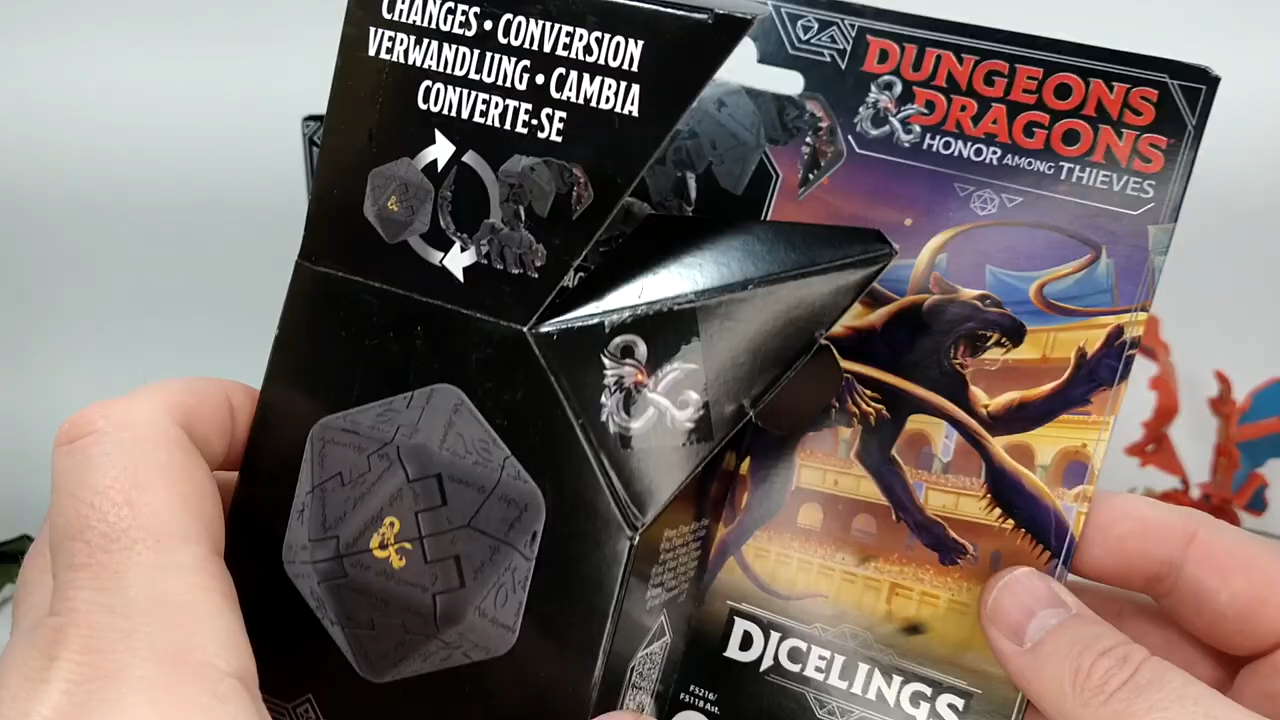 CHANGES • CONVERSION
VERWANDLUNG • CAMBIA
CONVERTE-SE
DUNGEONS
& DRAGONS
HONOR AMONG THIEVES
DICELINGS
F5216/
F5118 Ast.